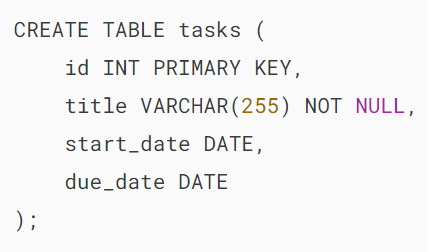 CREATE TABLE tasks (
    id INT PRIMARY KEY,
    title VARCHAR(255) NOT NULL,
    start_date DATE,
    due_date DATE
);